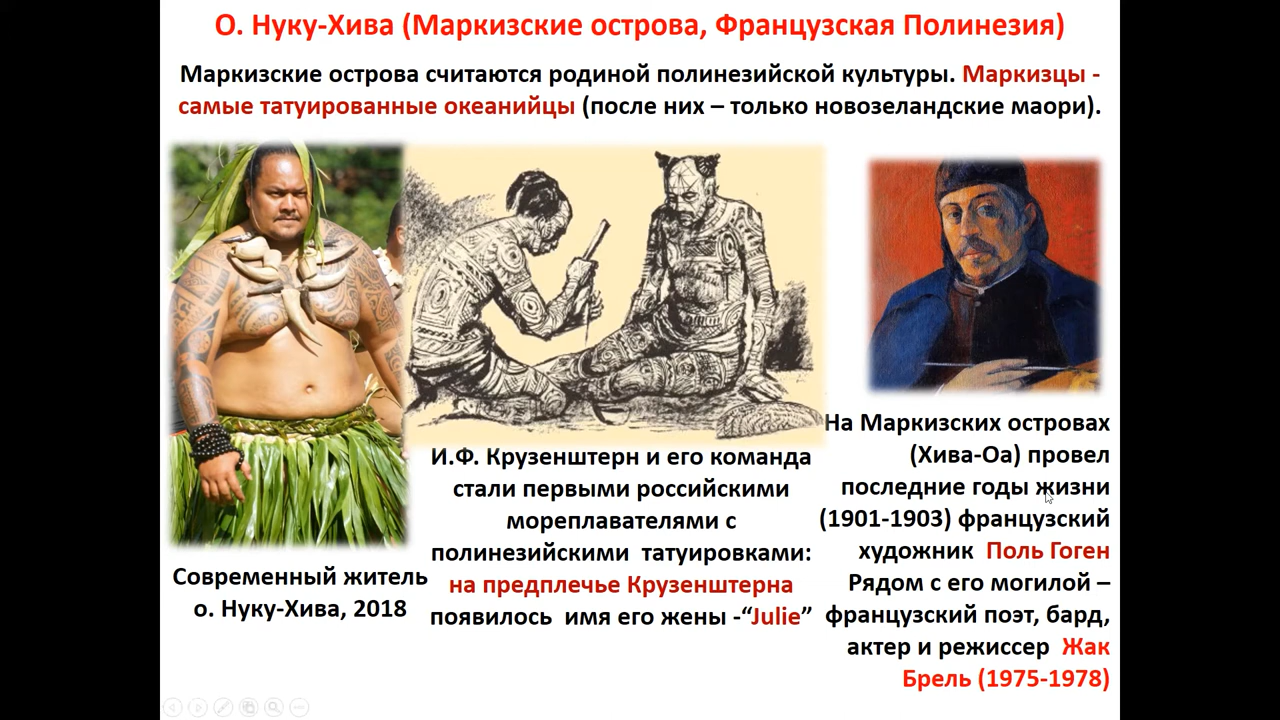 О. Нуку-Хива (Маркизские острова, Французская Полинезия)
Маркизские острова считаются родиной полинезийской культуры. Маркизцы -
самые татуированные океанийцы (после них – только новозеландские маори).
Современный житель
о. Нуку-Хива, 2018
И.Ф. Крузенштерн и его команда
стали первыми российскими
мореплавателями с
полинезийскими татуировками:
на предплечье Крузенштерна
появилось имя его жены -“Julie”
На Маркизских островах
(Хива-Оа) провел
последние годы жизни
(1901-1903) французский
художник Поль Гоген
Рядом с его могилой –
французский поэт, бард,
актер и режиссер Жак
Брель (1975-1978)